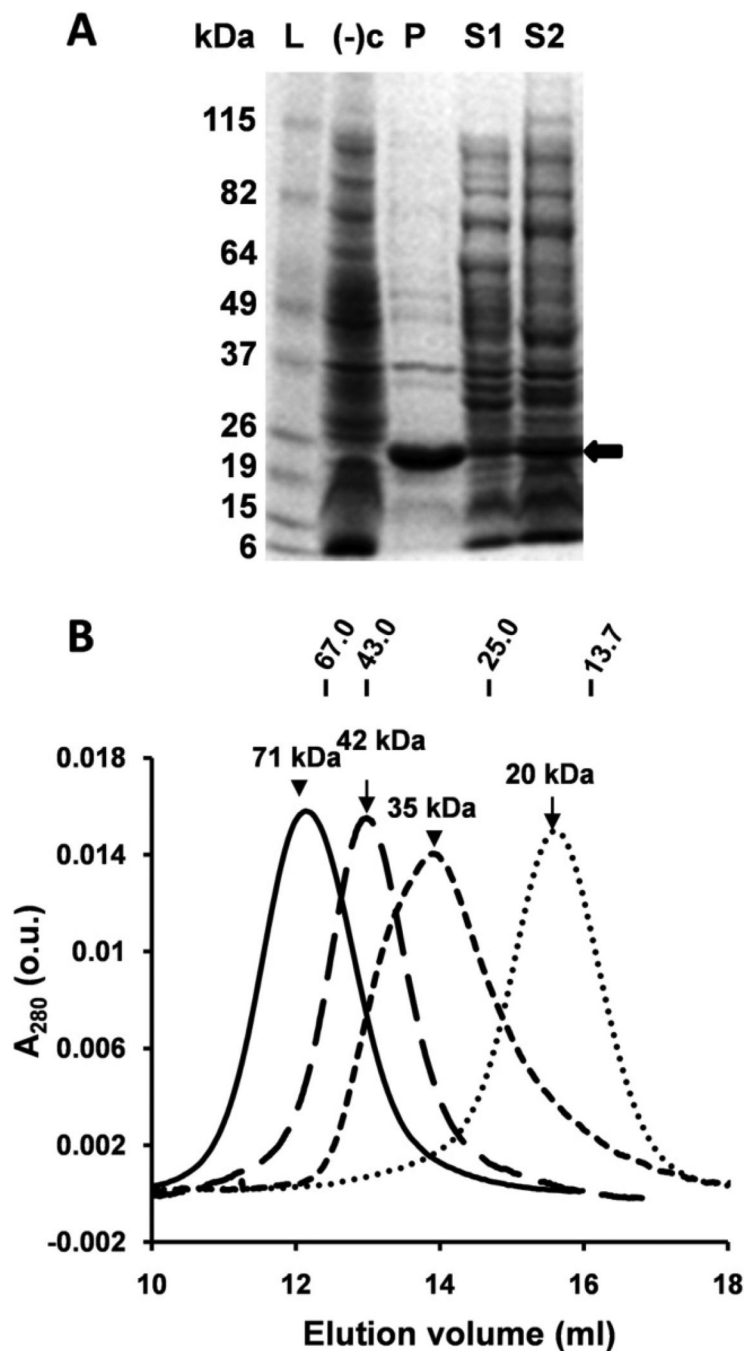 A
kDa L (-)c P S1 S2
115
82
64
49
37
26
19
15
6
B
67.0 43.0 25.0 13.7
71 kDa 42 kDa 35 kDa 20 kDa
0.018
0.014
0.01
0.006
0.002
-0.002
A280 (o.u.)
10 12 14 16 18
Elution volume (ml)